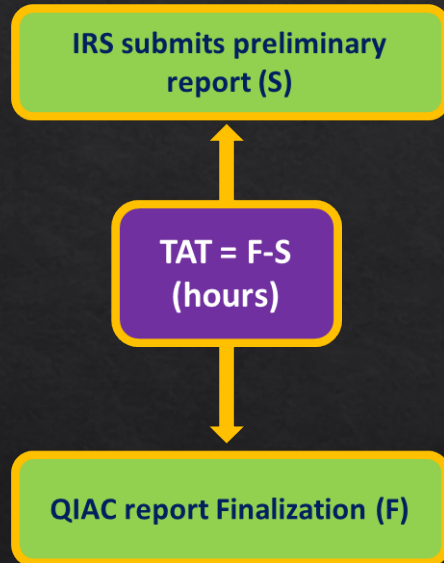 IRS submits preliminary
report (S)
TAT = F-S
(hours)
QIAC report Finalization (F)